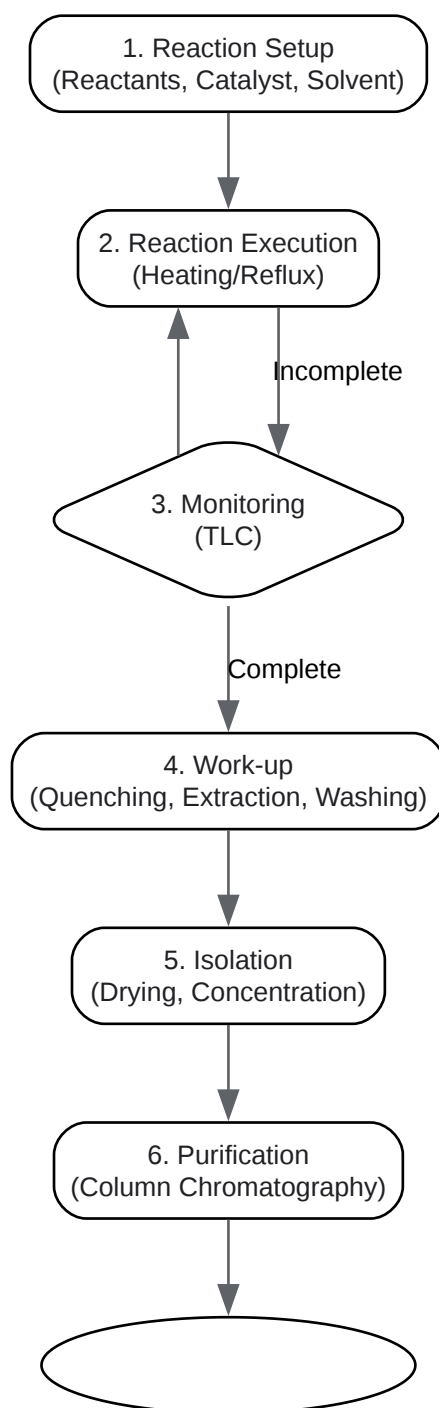 1. Reaction Setup
(Reactants, Catalyst, Solvent)
2. Reaction Execution
(Heating/Reflux)
Incomplete
3. Monitoring
(TLC)
Complete
4. Work-up
(Quenching, Extraction, Washing)
5. Isolation
(Drying, Concentration)
6. Purification
(Column Chromatography)